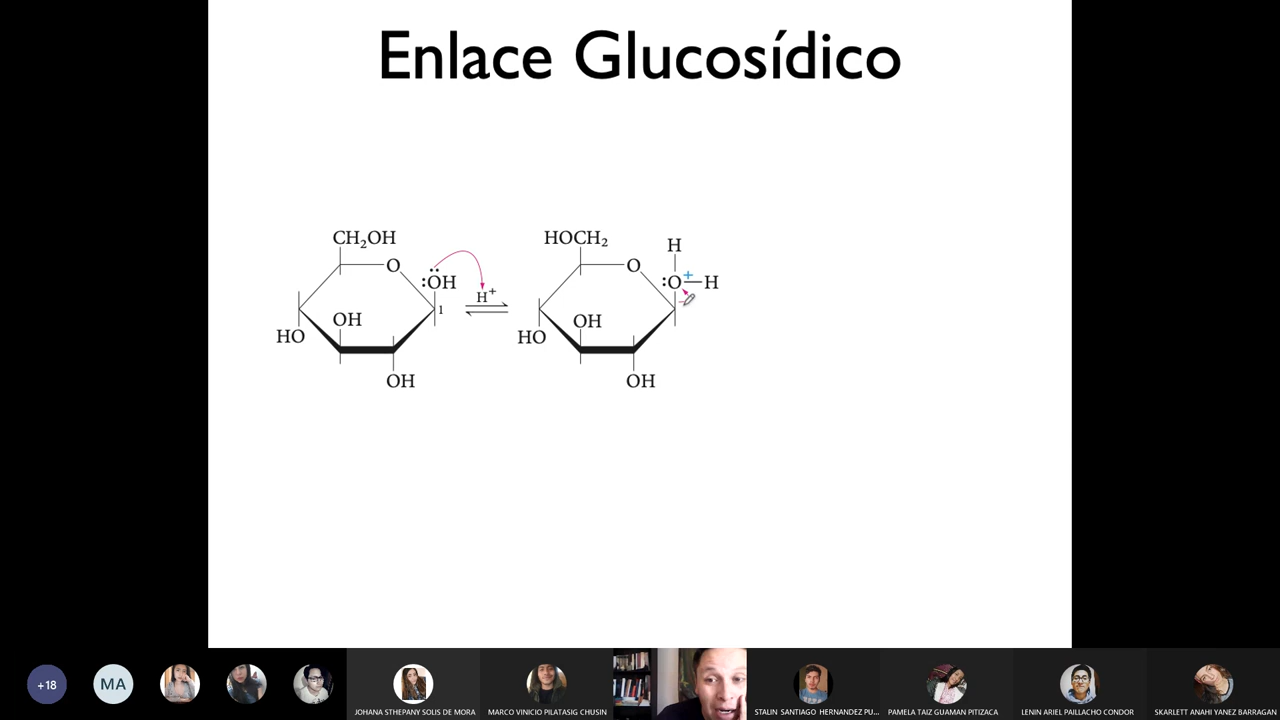 Enlace Glucosídico
CH₂OH
O
:ÖH
H⁺
1
OH
HO
OH
HOCH₂
H
O
:O⁺—H
OH
HO
OH
+18
MA
JOHANA STHEPANY SOLIS DE MORA
MARCO VINICIO PILATASIG CHUSIN
STALIN SANTIAGO HERNANDEZ PU...
PAMELA TAIZ GUAMAN PITIZACA
LENIN ARIEL PAILLACHO CONDOR
SKARLETT ANAHI YANEZ BARRAGAN